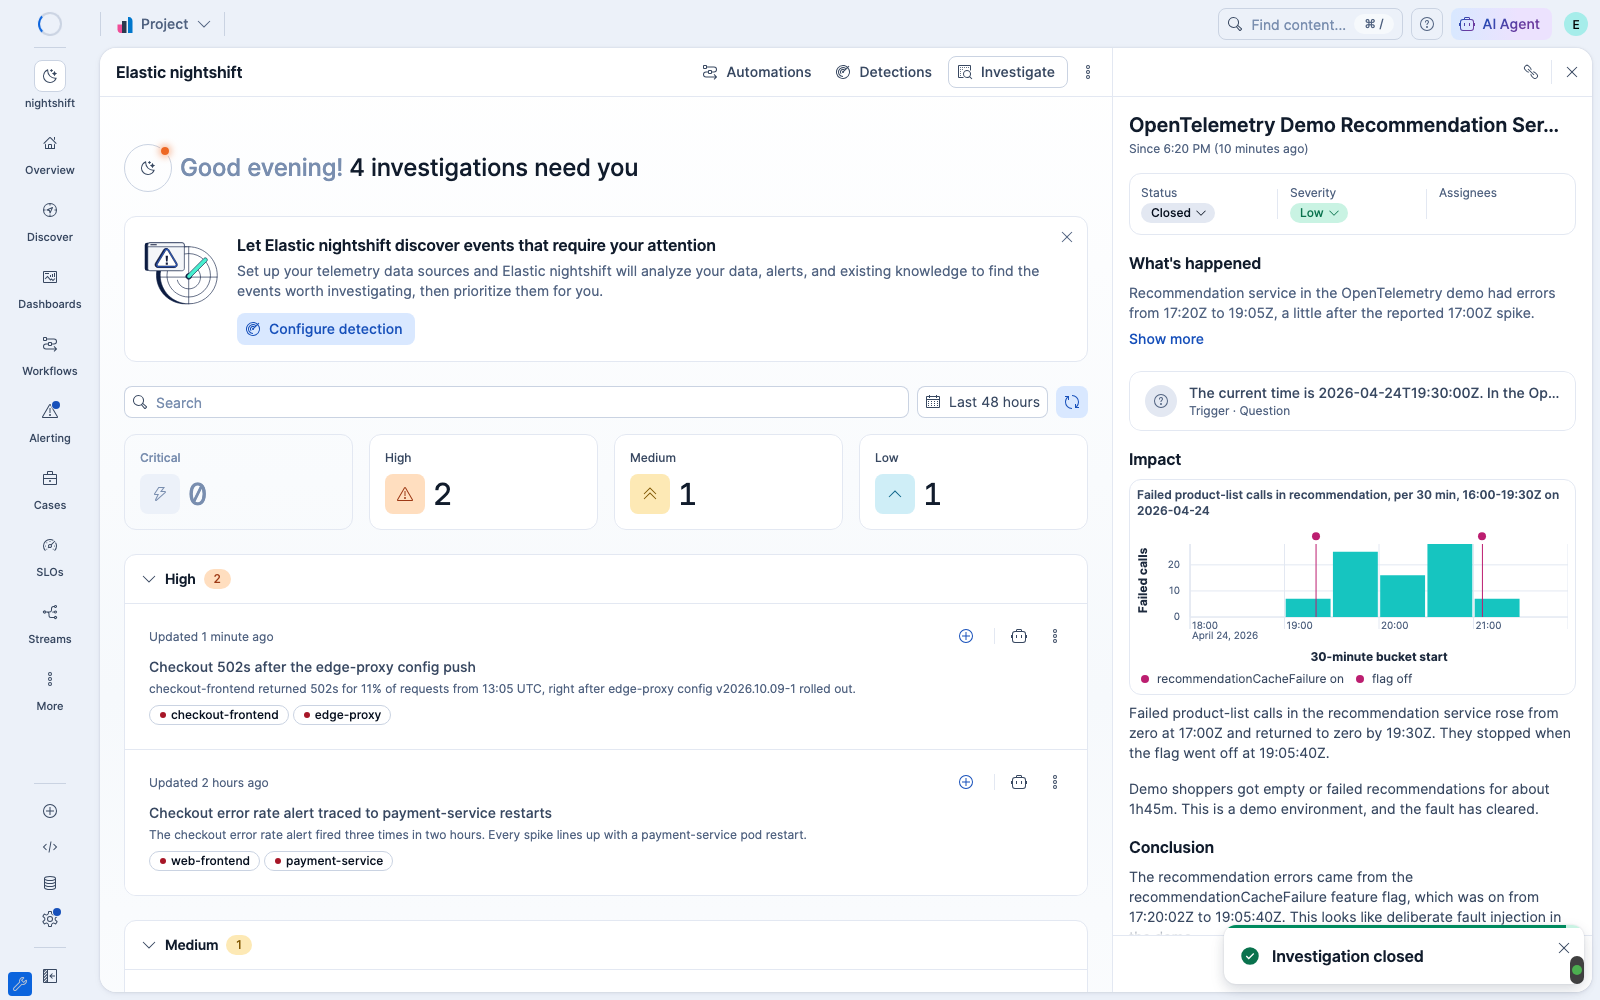 Project
Find content...
⌘ /
AI Agent
E
nightshift
Overview
Discover
Dashboards
Workflows
Alerting
Cases
SLOs
Streams
More
Elastic nightshift
Automations
Detections
Investigate
Good evening! 4 investigations need you
Let Elastic nightshift discover events that require your attention
Set up your telemetry data sources and Elastic nightshift will analyze your data, alerts, and existing knowledge to find the
events worth investigating, then prioritize them for you.
Configure detection
Search
Last 48 hours
Critical
0
High
2
Medium
1
Low
1
High 2
Updated 1 minute ago
Checkout 502s after the edge-proxy config push
checkout-frontend returned 502s for 11% of requests from 13:05 UTC, right after edge-proxy config v2026.10.09-1 rolled out.
checkout-frontend
edge-proxy
Updated 2 hours ago
Checkout error rate alert traced to payment-service restarts
The checkout error rate alert fired three times in two hours. Every spike lines up with a payment-service pod restart.
web-frontend
payment-service
Medium 1
OpenTelemetry Demo Recommendation Ser...
Since 6:20 PM (10 minutes ago)
Status
Closed
Severity
Low
Assignees
What's happened
Recommendation service in the OpenTelemetry demo had errors
from 17:20Z to 19:05Z, a little after the reported 17:00Z spike.
Show more
The current time is 2026-04-24T19:30:00Z. In the Op...
Trigger · Question
Impact
Failed product-list calls in recommendation, per 30 min, 16:00-19:30Z on
2026-04-24
Failed calls
20
10
0
18:00
April 24, 2026
19:00
20:00
21:00
30-minute bucket start
recommendationCacheFailure on
flag off
Failed product-list calls in the recommendation service rose from
zero at 17:00Z and returned to zero by 19:30Z. They stopped when
the flag went off at 19:05:40Z.
Demo shoppers got empty or failed recommendations for about
1h45m. This is a demo environment, and the fault has cleared.
Conclusion
The recommendation errors came from the
recommendationCacheFailure feature flag, which was on from
17:20:02Z to 19:05:40Z. This looks like deliberate fault injection in
Investigation closed